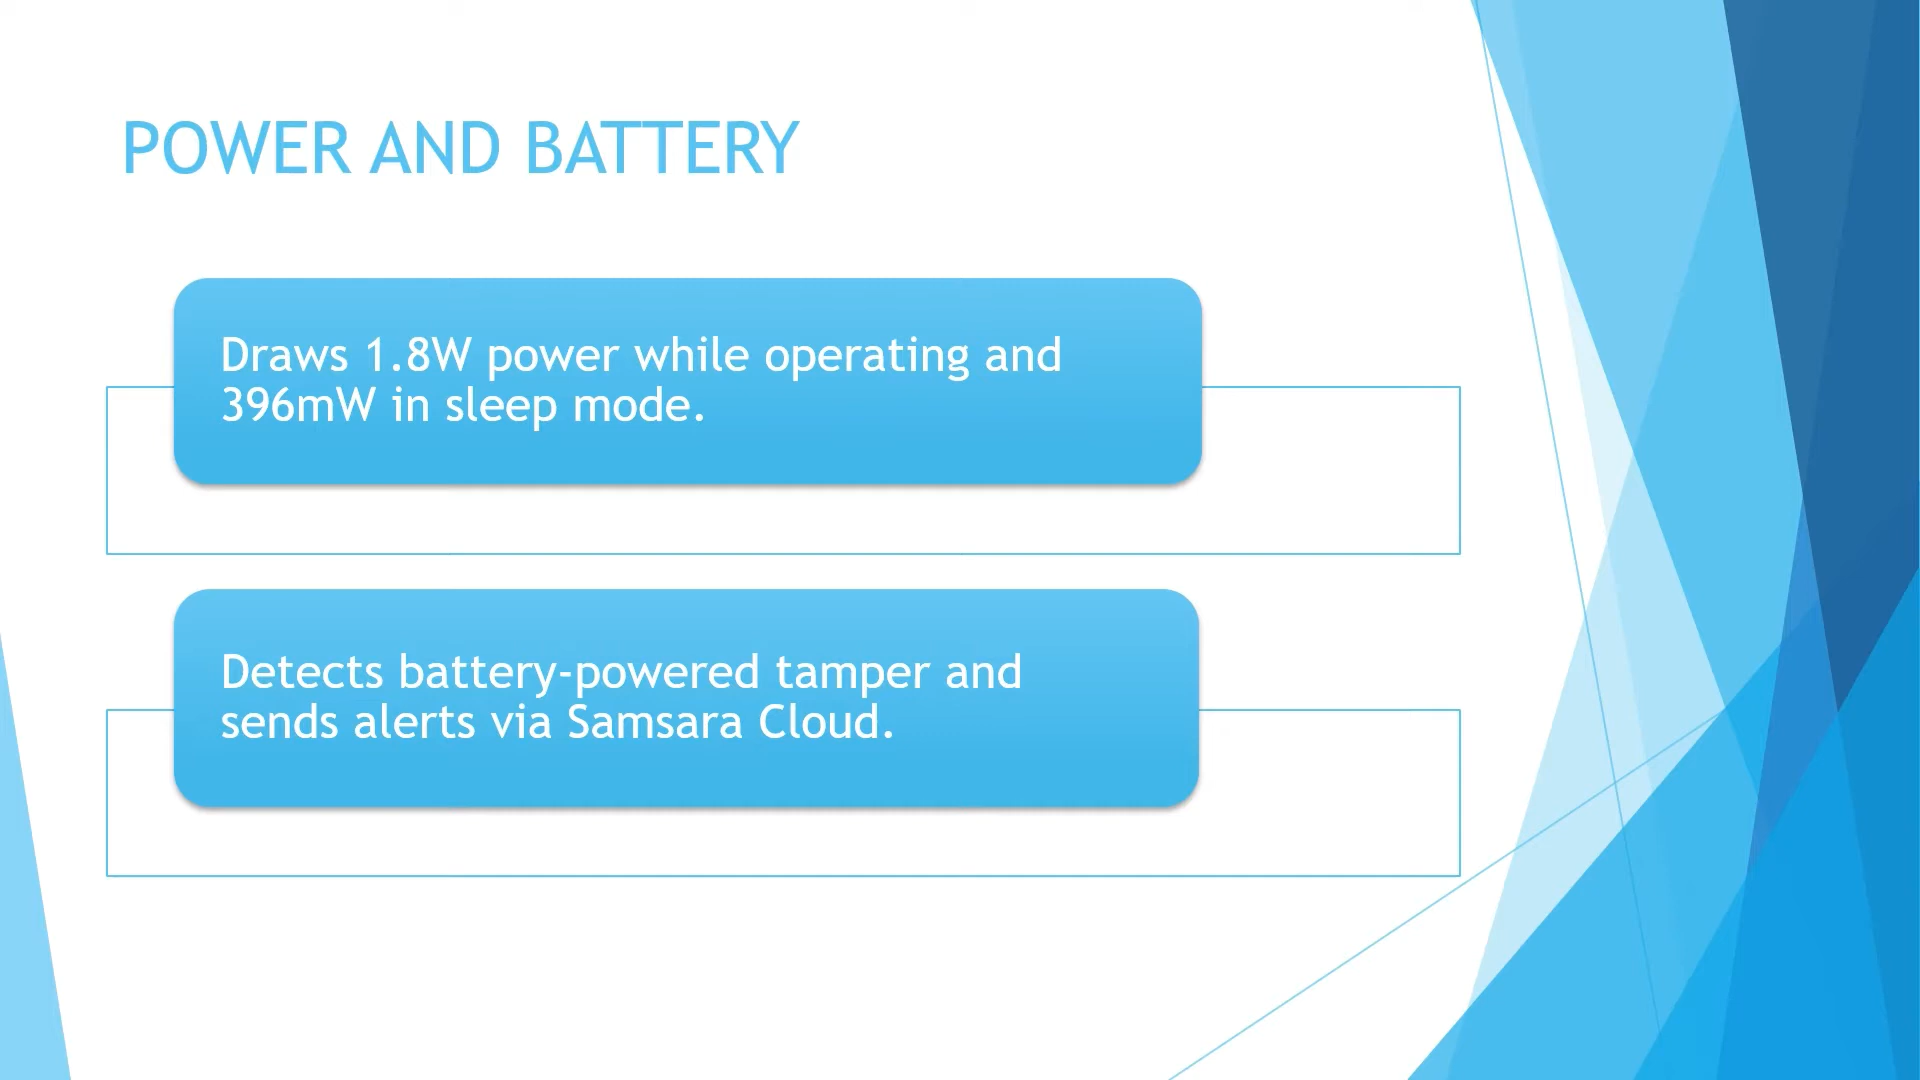 POWER AND BATTERY
Draws 1.8W power while operating and
396mW in sleep mode.
Detects battery-powered tamper and
sends alerts via Samsara Cloud.